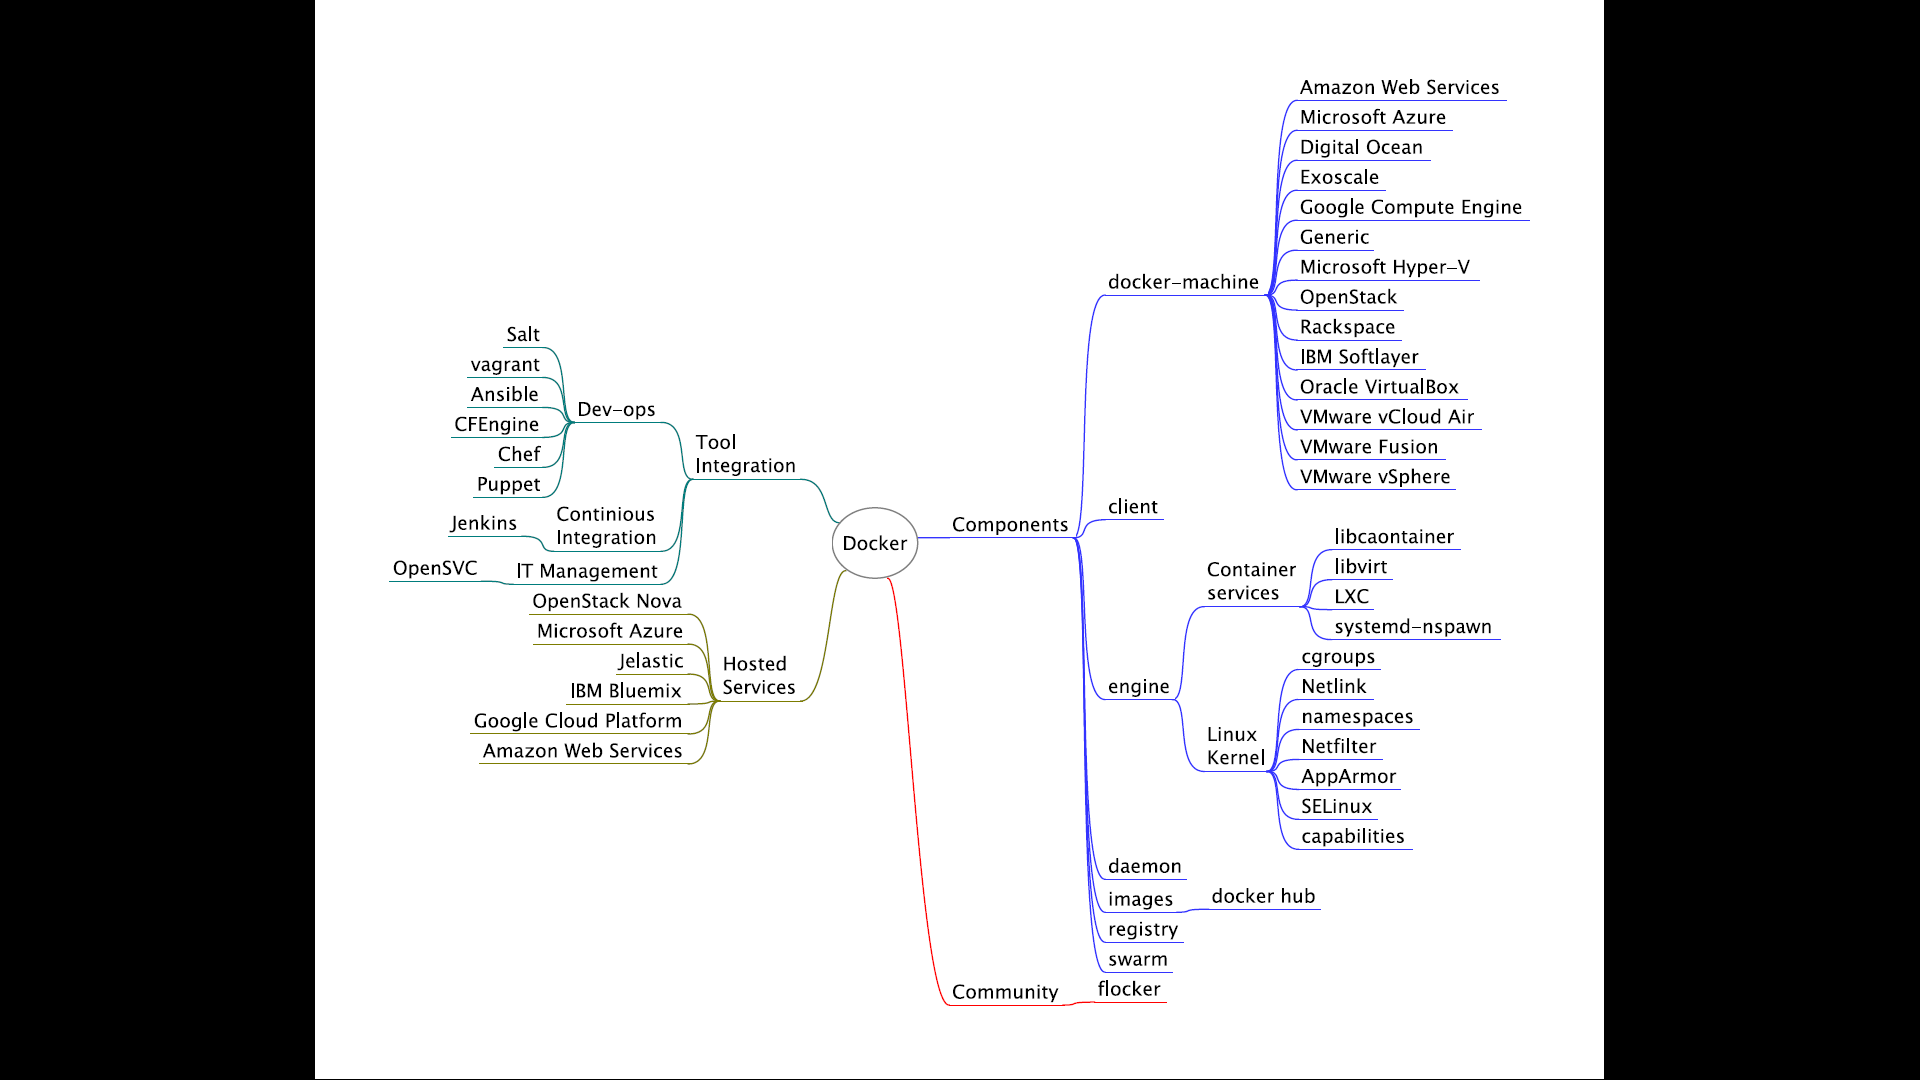 Amazon Web Services
Microsoft Azure
Digital Ocean
Exoscale
Google Compute Engine
Generic
Microsoft Hyper-V
docker-machine
OpenStack
Rackspace
IBM Softlayer
Oracle VirtualBox
VMware vCloud Air
VMware Fusion
VMware vSphere
Salt
vagrant
Ansible
CFEngine
Chef
Puppet
Dev-ops
Tool
Integration
Jenkins
Continious
Integration
OpenSVC
IT Management
Docker
Components
client
OpenStack Nova
Microsoft Azure
Jelastic
IBM Bluemix
Google Cloud Platform
Amazon Web Services
Hosted
Services
engine
Container
services
libcaontainer
libvirt
LXC
systemd-nspawn
Linux
Kernel
cgroups
Netlink
namespaces
Netfilter
AppArmor
SELinux
capabilities
daemon
images
docker hub
registry
swarm
Community
flocker